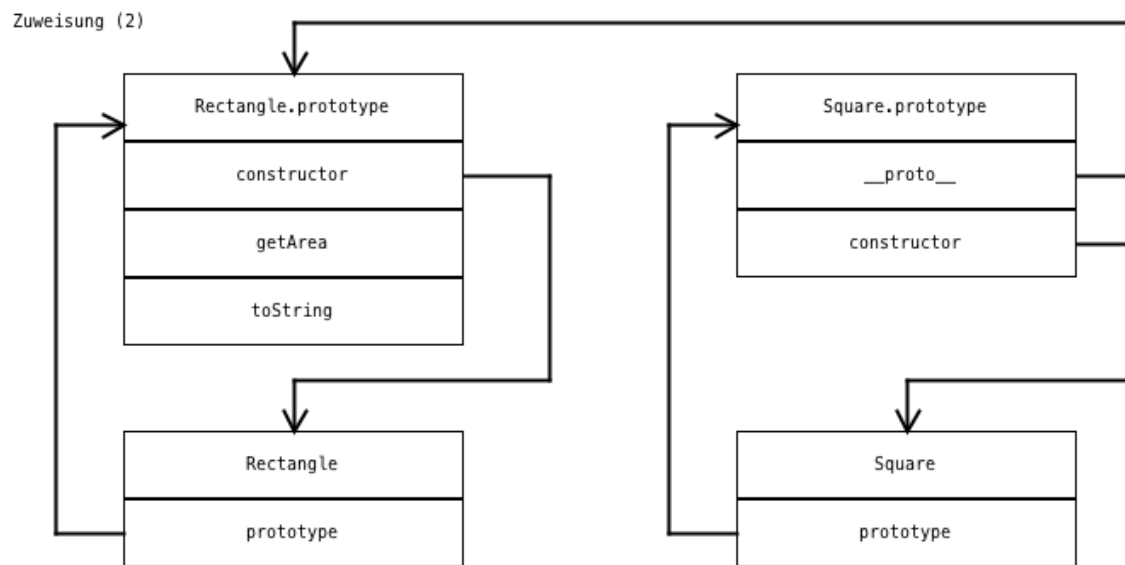 Zuweisung (2)
Rectangle.prototype
constructor
getArea
toString
Rectangle
prototype
Square.prototype
__proto__
constructor
Square
prototype